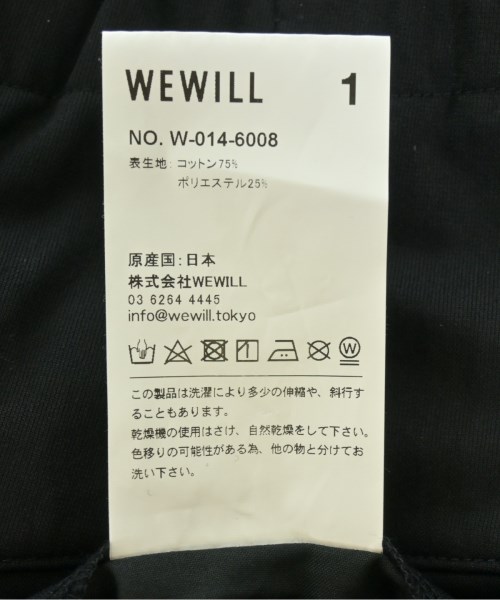 WEWILL 1
NO. W-014-6008
表生地：コットン75%
ポリエステル25%
原産国：日本
株式会社WEWILL
03 6264 4445
info@wewill.tokyo
W
この製品は洗濯により多少の伸縮や、斜行す
ることもあります。
乾燥機の使用はさけ、自然乾燥をして下さい。
色移りの可能性がある為、他の物と分けてお
洗い下さい。